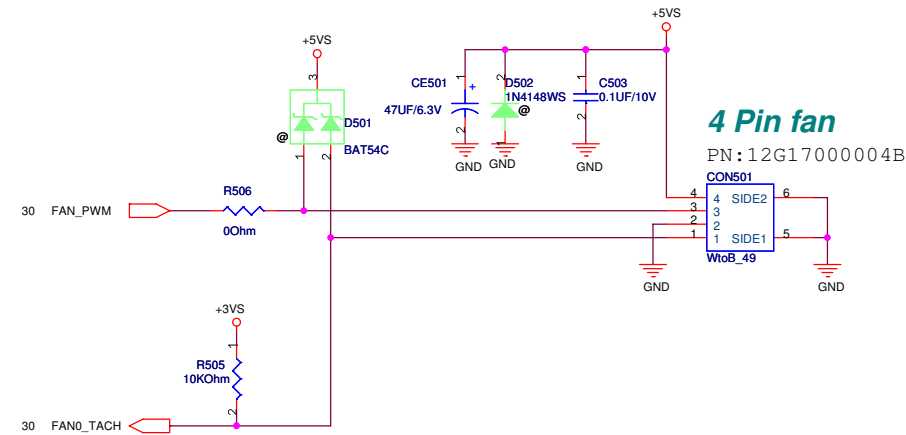 +5VS
+5VS
3
D501
@
BAT54C
1
2
CE501
1
+
47UF/6.3V
2
GND
2
D502
1N4148WS
@
1
GND
1
C503
0.1UF/10V
2
GND
4 Pin fan
PN:12G17000004B
CON501
4 4 SIDE2 6
3 3
2 2
1 1 SIDE1 5
WtoB_49
GND
GND
30 FAN_PWM
R506
0Ohm
+3VS
1
R505
10KOhm
2
30 FAN0_TACH